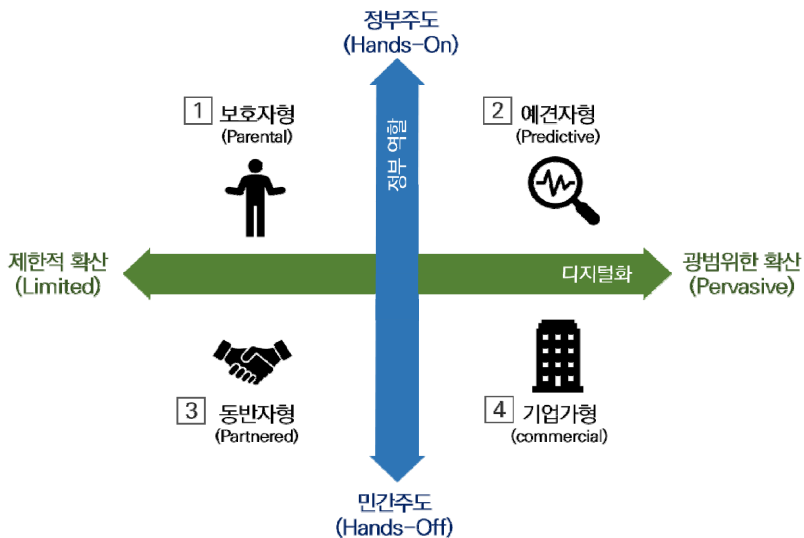 정부주도
(Hands-On)
1 보호자형
(Parental)
2 예견자형
(Predictive)
정부 역할
제한적 확산
(Limited)
디지털화
광범위한 확산
(Pervasive)
3 동반자형
(Partnered)
4 기업가형
(commercial)
민간주도
(Hands-Off)